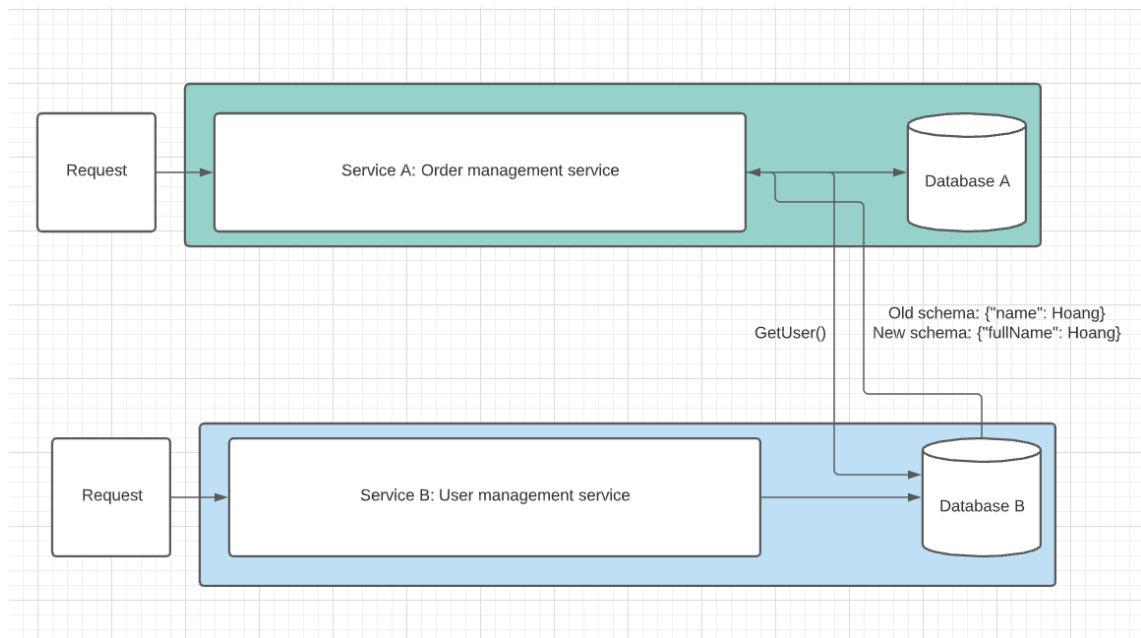 Request
Service A: Order management service
Database A
Old schema: {"name": Hoang}
GetUser()
New schema: {"fullName": Hoang}
Request
Service B: User management service
Database B